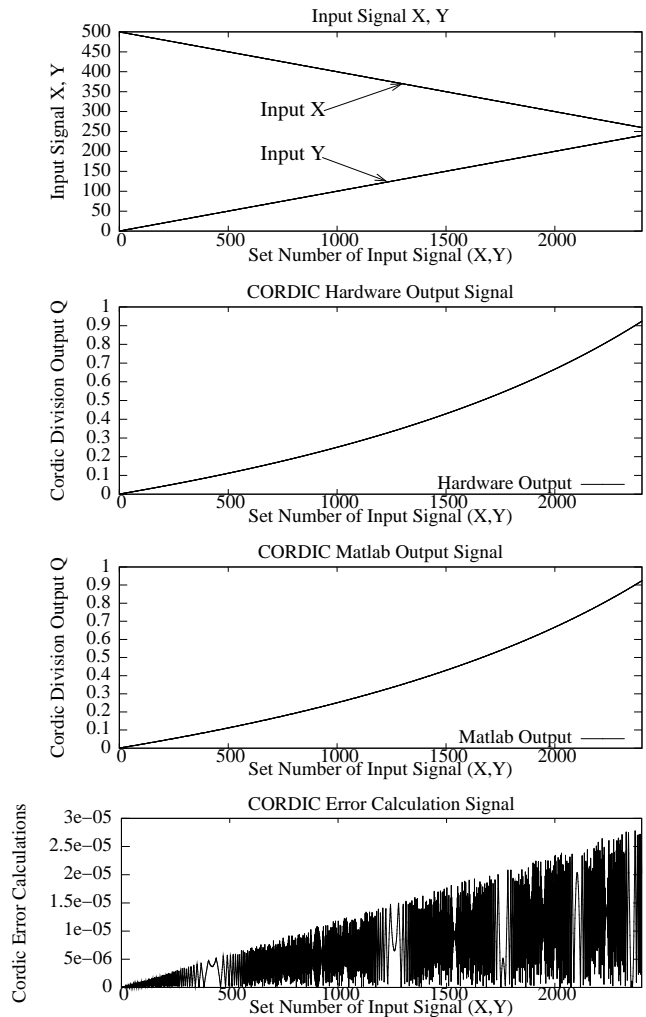 Input Signal X, Y
Input Signal X, Y
500
450
400
350
300
250
200
150
100
50
0
Input X
Input Y
0 500 1000 1500 2000
Set Number of Input Signal (X,Y)
CORDIC Hardware Output Signal
Cordic Division Output Q
1
0.9
0.8
0.7
0.6
0.5
0.4
0.3
0.2
0.1
0
Hardware Output
0 500 1000 1500 2000
Set Number of Input Signal (X,Y)
CORDIC Matlab Output Signal
Cordic Division Output Q
1
0.9
0.8
0.7
0.6
0.5
0.4
0.3
0.2
0.1
0
Matlab Output
0 500 1000 1500 2000
Set Number of Input Signal (X,Y)
CORDIC Error Calculation Signal
Cordic Error Calculations
3e−05
2.5e−05
2e−05
1.5e−05
1e−05
5e−06
0
0 500 1000 1500 2000
Set Number of Input Signal (X,Y)